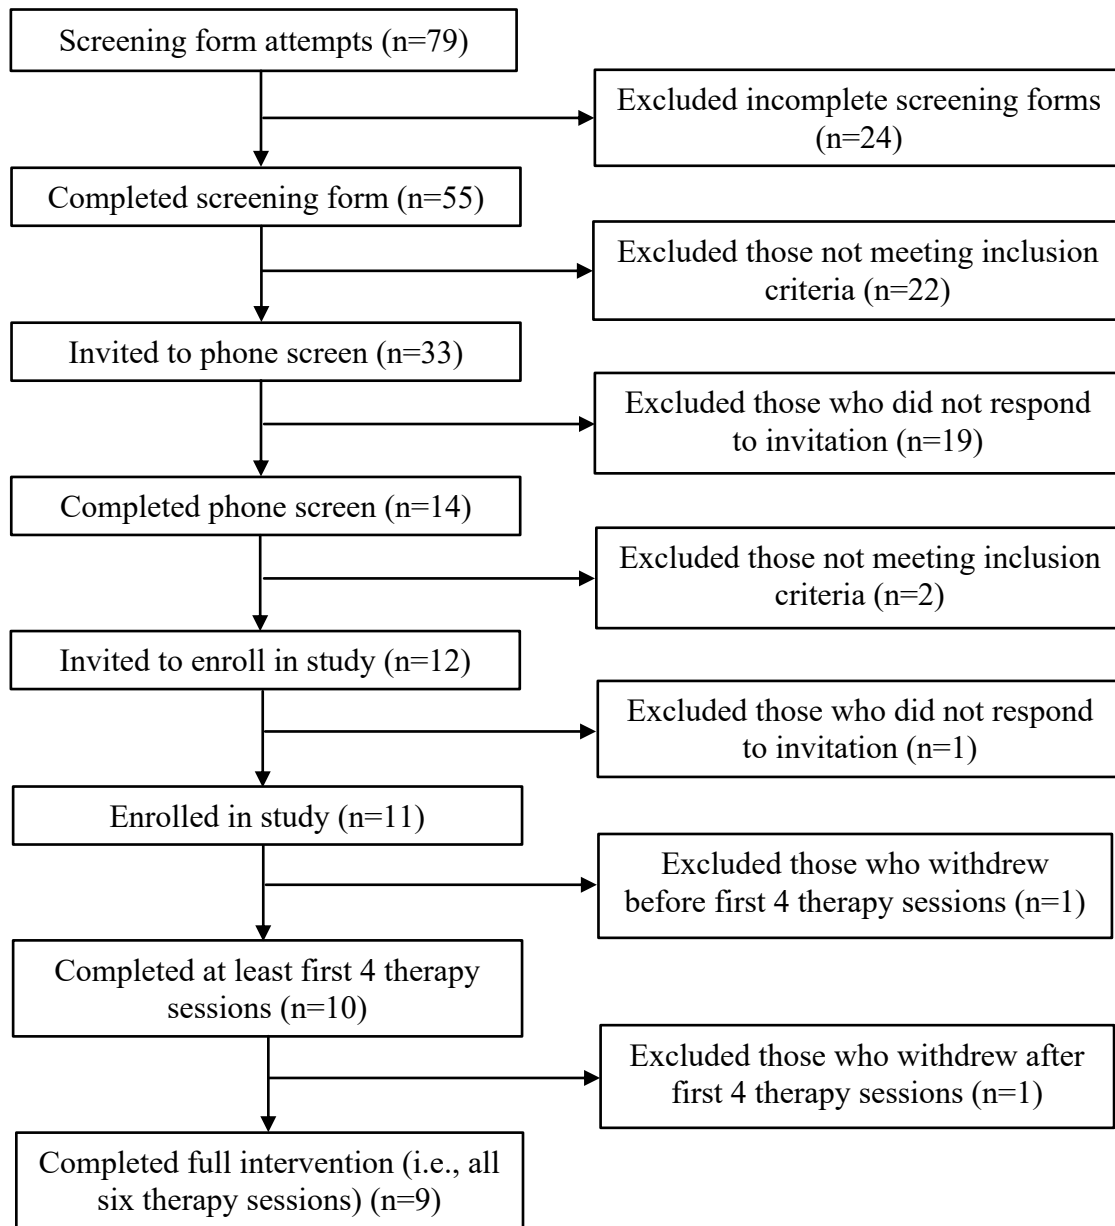 Screening form attempts (n=79)
Excluded incomplete screening forms
(n=24)
Completed screening form (n=55)
Excluded those not meeting inclusion
criteria (n=22)
Invited to phone screen (n=33)
Excluded those who did not respond
to invitation (n=19)
Completed phone screen (n=14)
Excluded those not meeting inclusion
criteria (n=2)
Invited to enroll in study (n=12)
Excluded those who did not respond
to invitation (n=1)
Enrolled in study (n=11)
Excluded those who withdrew
before first 4 therapy sessions (n=1)
Completed at least first 4 therapy
sessions (n=10)
Excluded those who withdrew after
first 4 therapy sessions (n=1)
Completed full intervention (i.e., all
six therapy sessions) (n=9)